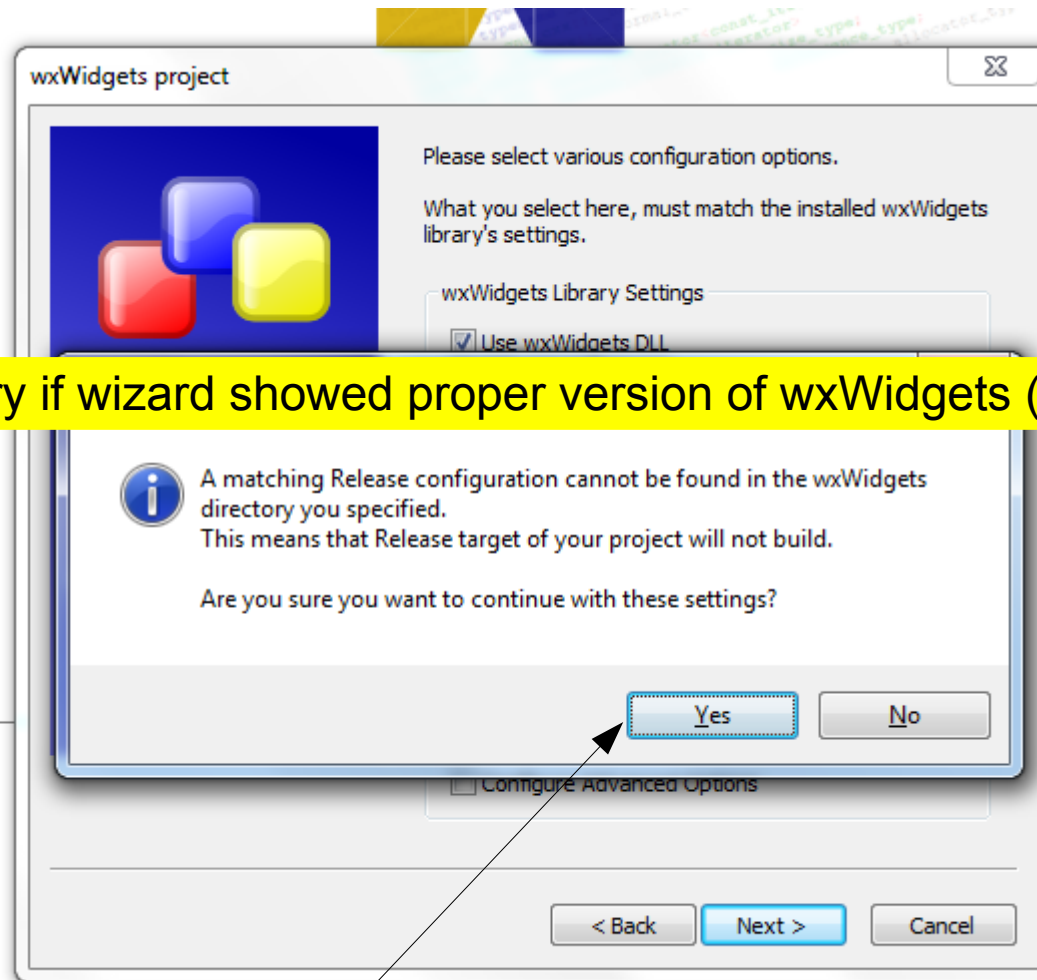 wxWidgets project
Please select various configuration options.
What you select here, must match the installed wxWidgets
library's settings.
wxWidgets Library Settings
Use wxWidgets DLL
if wizard showed proper version of wxWidgets (
A matching Release configuration cannot be found in the wxWidgets
directory you specified.
This means that Release target of your project will not build.
Are you sure you want to continue with these settings?
Yes
No
Configure Advanced Options
< Back
Next >
Cancel